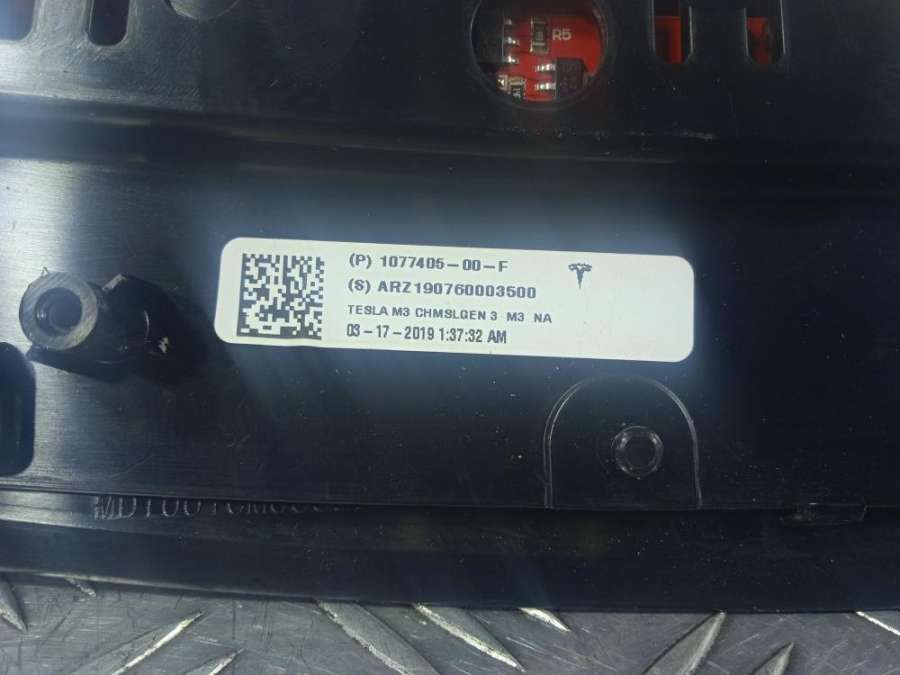 R5
(P) 1077405-00-F
(S) ARZ190760003500
TESLA M3 CHMSLGEN 3 M3 NA
03-17-2019 1:37:32 AM